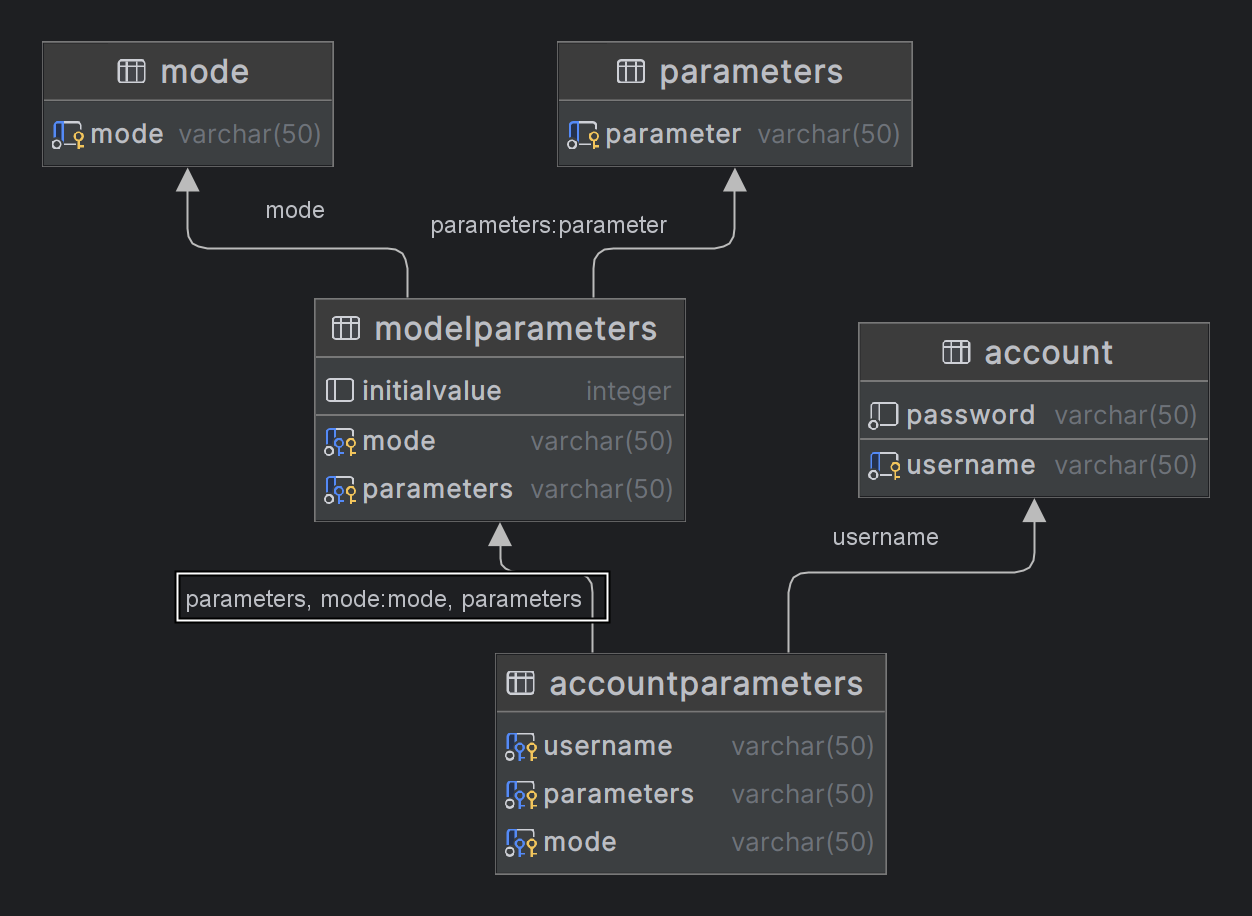 mode
mode varchar(50)
parameters
parameter varchar(50)
mode
parameters:parameter
modelparameters
initialvalue integer
mode varchar(50)
parameters varchar(50)
account
password varchar(50)
username varchar(50)
parameters, mode:mode, parameters
username
accountparameters
username varchar(50)
parameters varchar(50)
mode varchar(50)